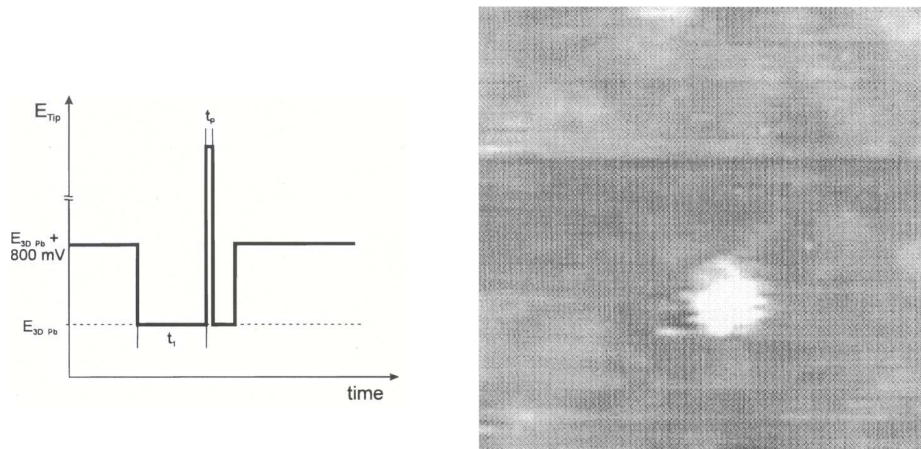 E_Tip
t_p
E_3D Pb +
800 mV
E_3D Pb
t_1
time